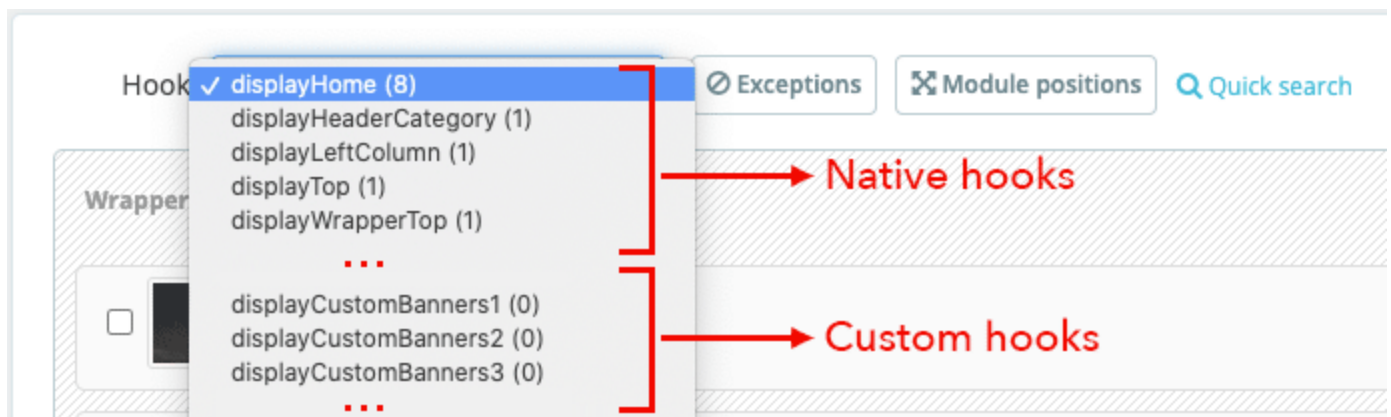 Hook ✓ displayHome (8) Exceptions Module positions Quick search
displayHeaderCategory (1)
displayLeftColumn (1)
Native hooks
displayTop (1)
Wrapper
displayWrapperTop (1)
...
displayCustomBanners1 (0)
displayCustomBanners2 (0)
Custom hooks
displayCustomBanners3 (0)
...